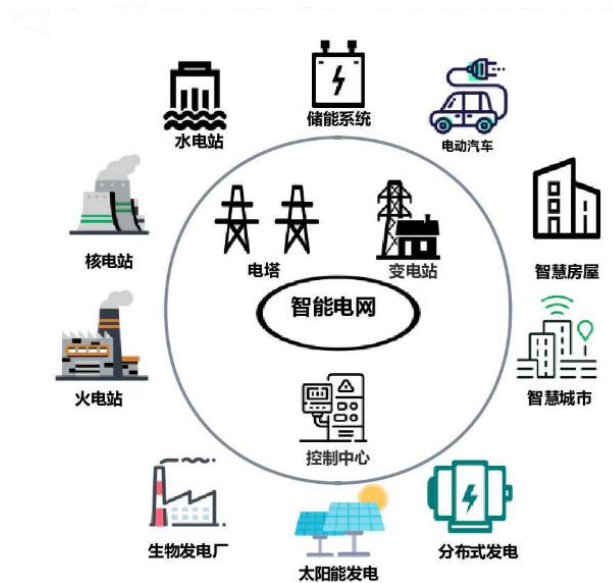 储能系统
水电站
电动汽车
核电站
电塔
变电站
智慧房屋
智能电网
火电站
智慧城市
控制中心
生物发电厂
太阳能发电
分布式发电